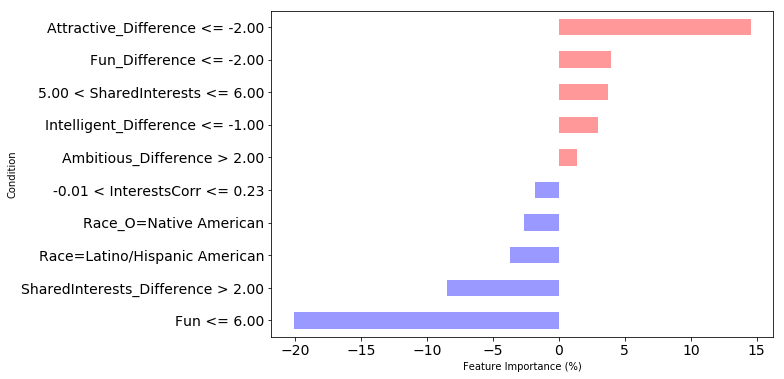 Attractive_Difference <= -2.00
Fun_Difference <= -2.00
5.00 < SharedInterests <= 6.00
Intelligent_Difference <= -1.00
Ambitious_Difference > 2.00
-0.01 < InterestsCorr <= 0.23
Race_O=Native American
Race=Latino/Hispanic American
SharedInterests_Difference > 2.00
Fun <= 6.00
Condition
−20 −15 −10 −5 0 5 10 15
Feature Importance (%)